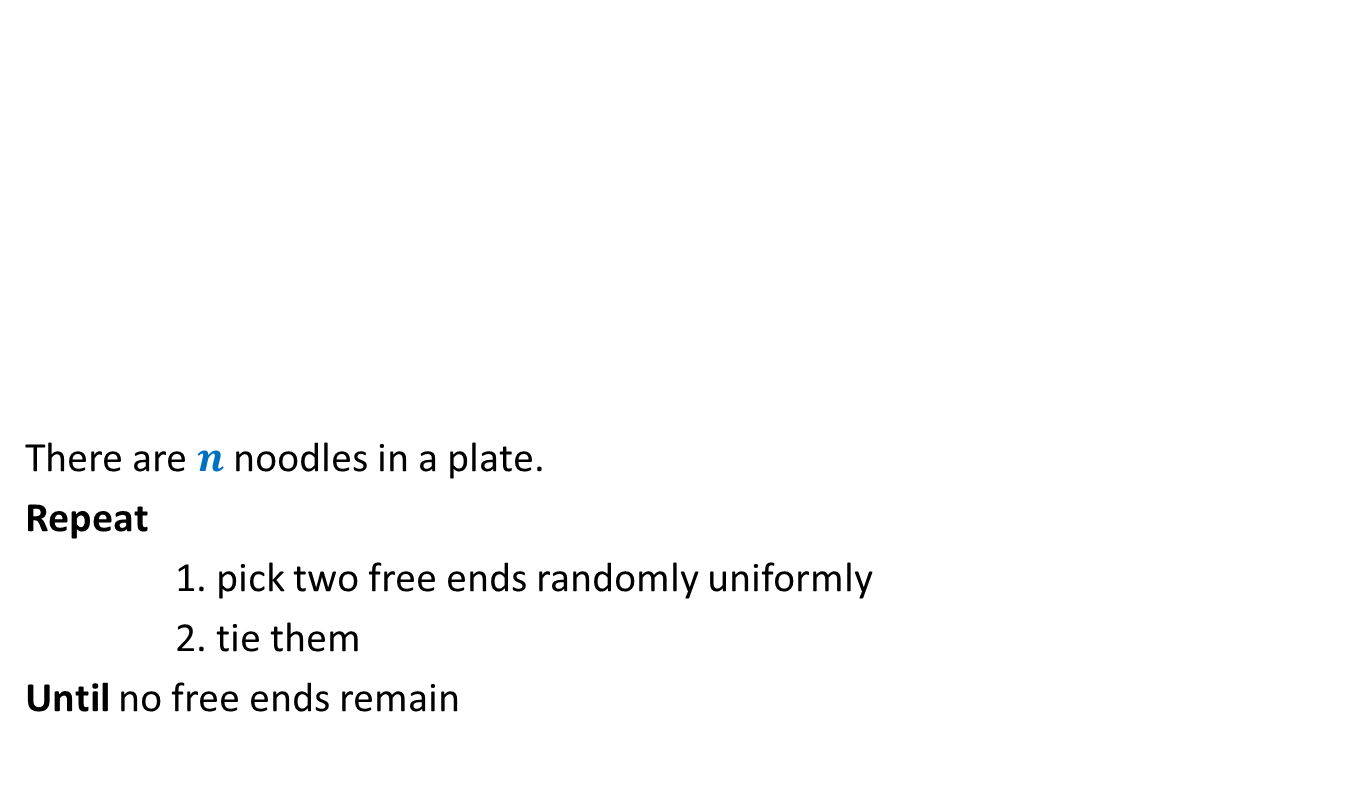 There are n noodles in a plate.
Repeat
1. pick two free ends randomly uniformly
2. tie them
Until no free ends remain